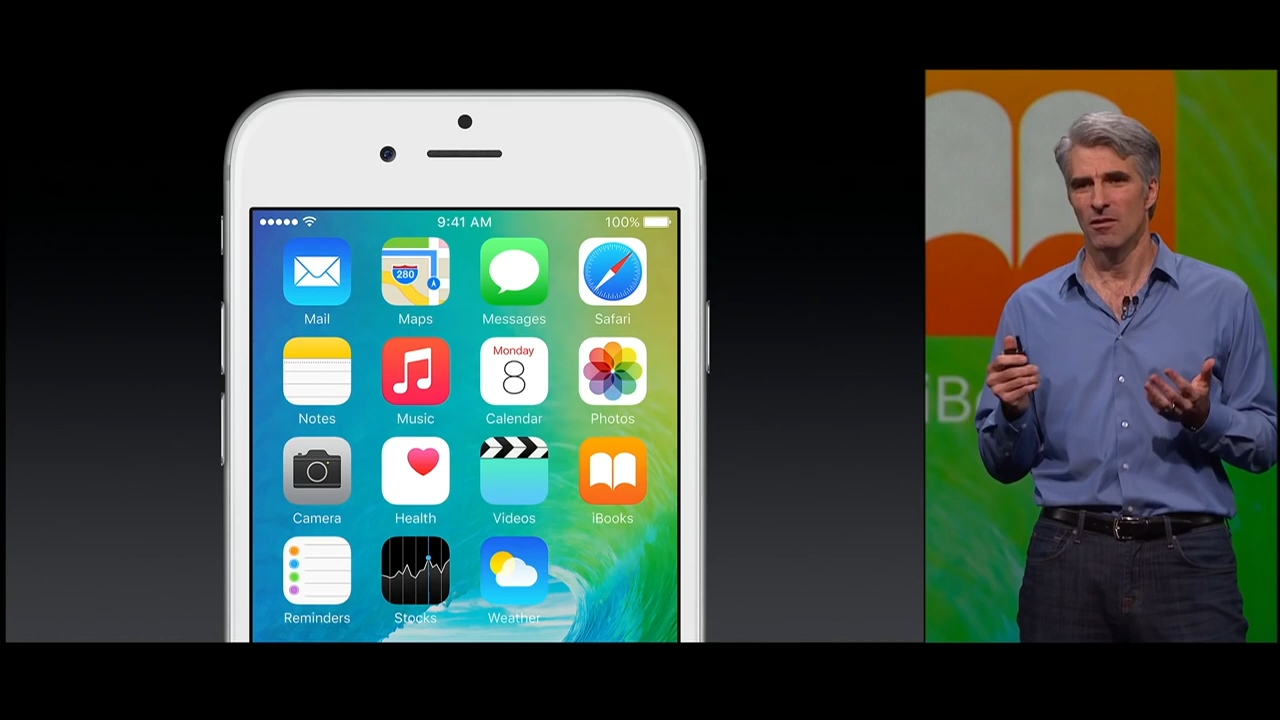 9:41 AM 100%
280
Mail Maps Messages Safari
Monday
8
Notes Music Calendar Photos
Camera Health Videos iBooks
Reminders Stocks Weather
iB